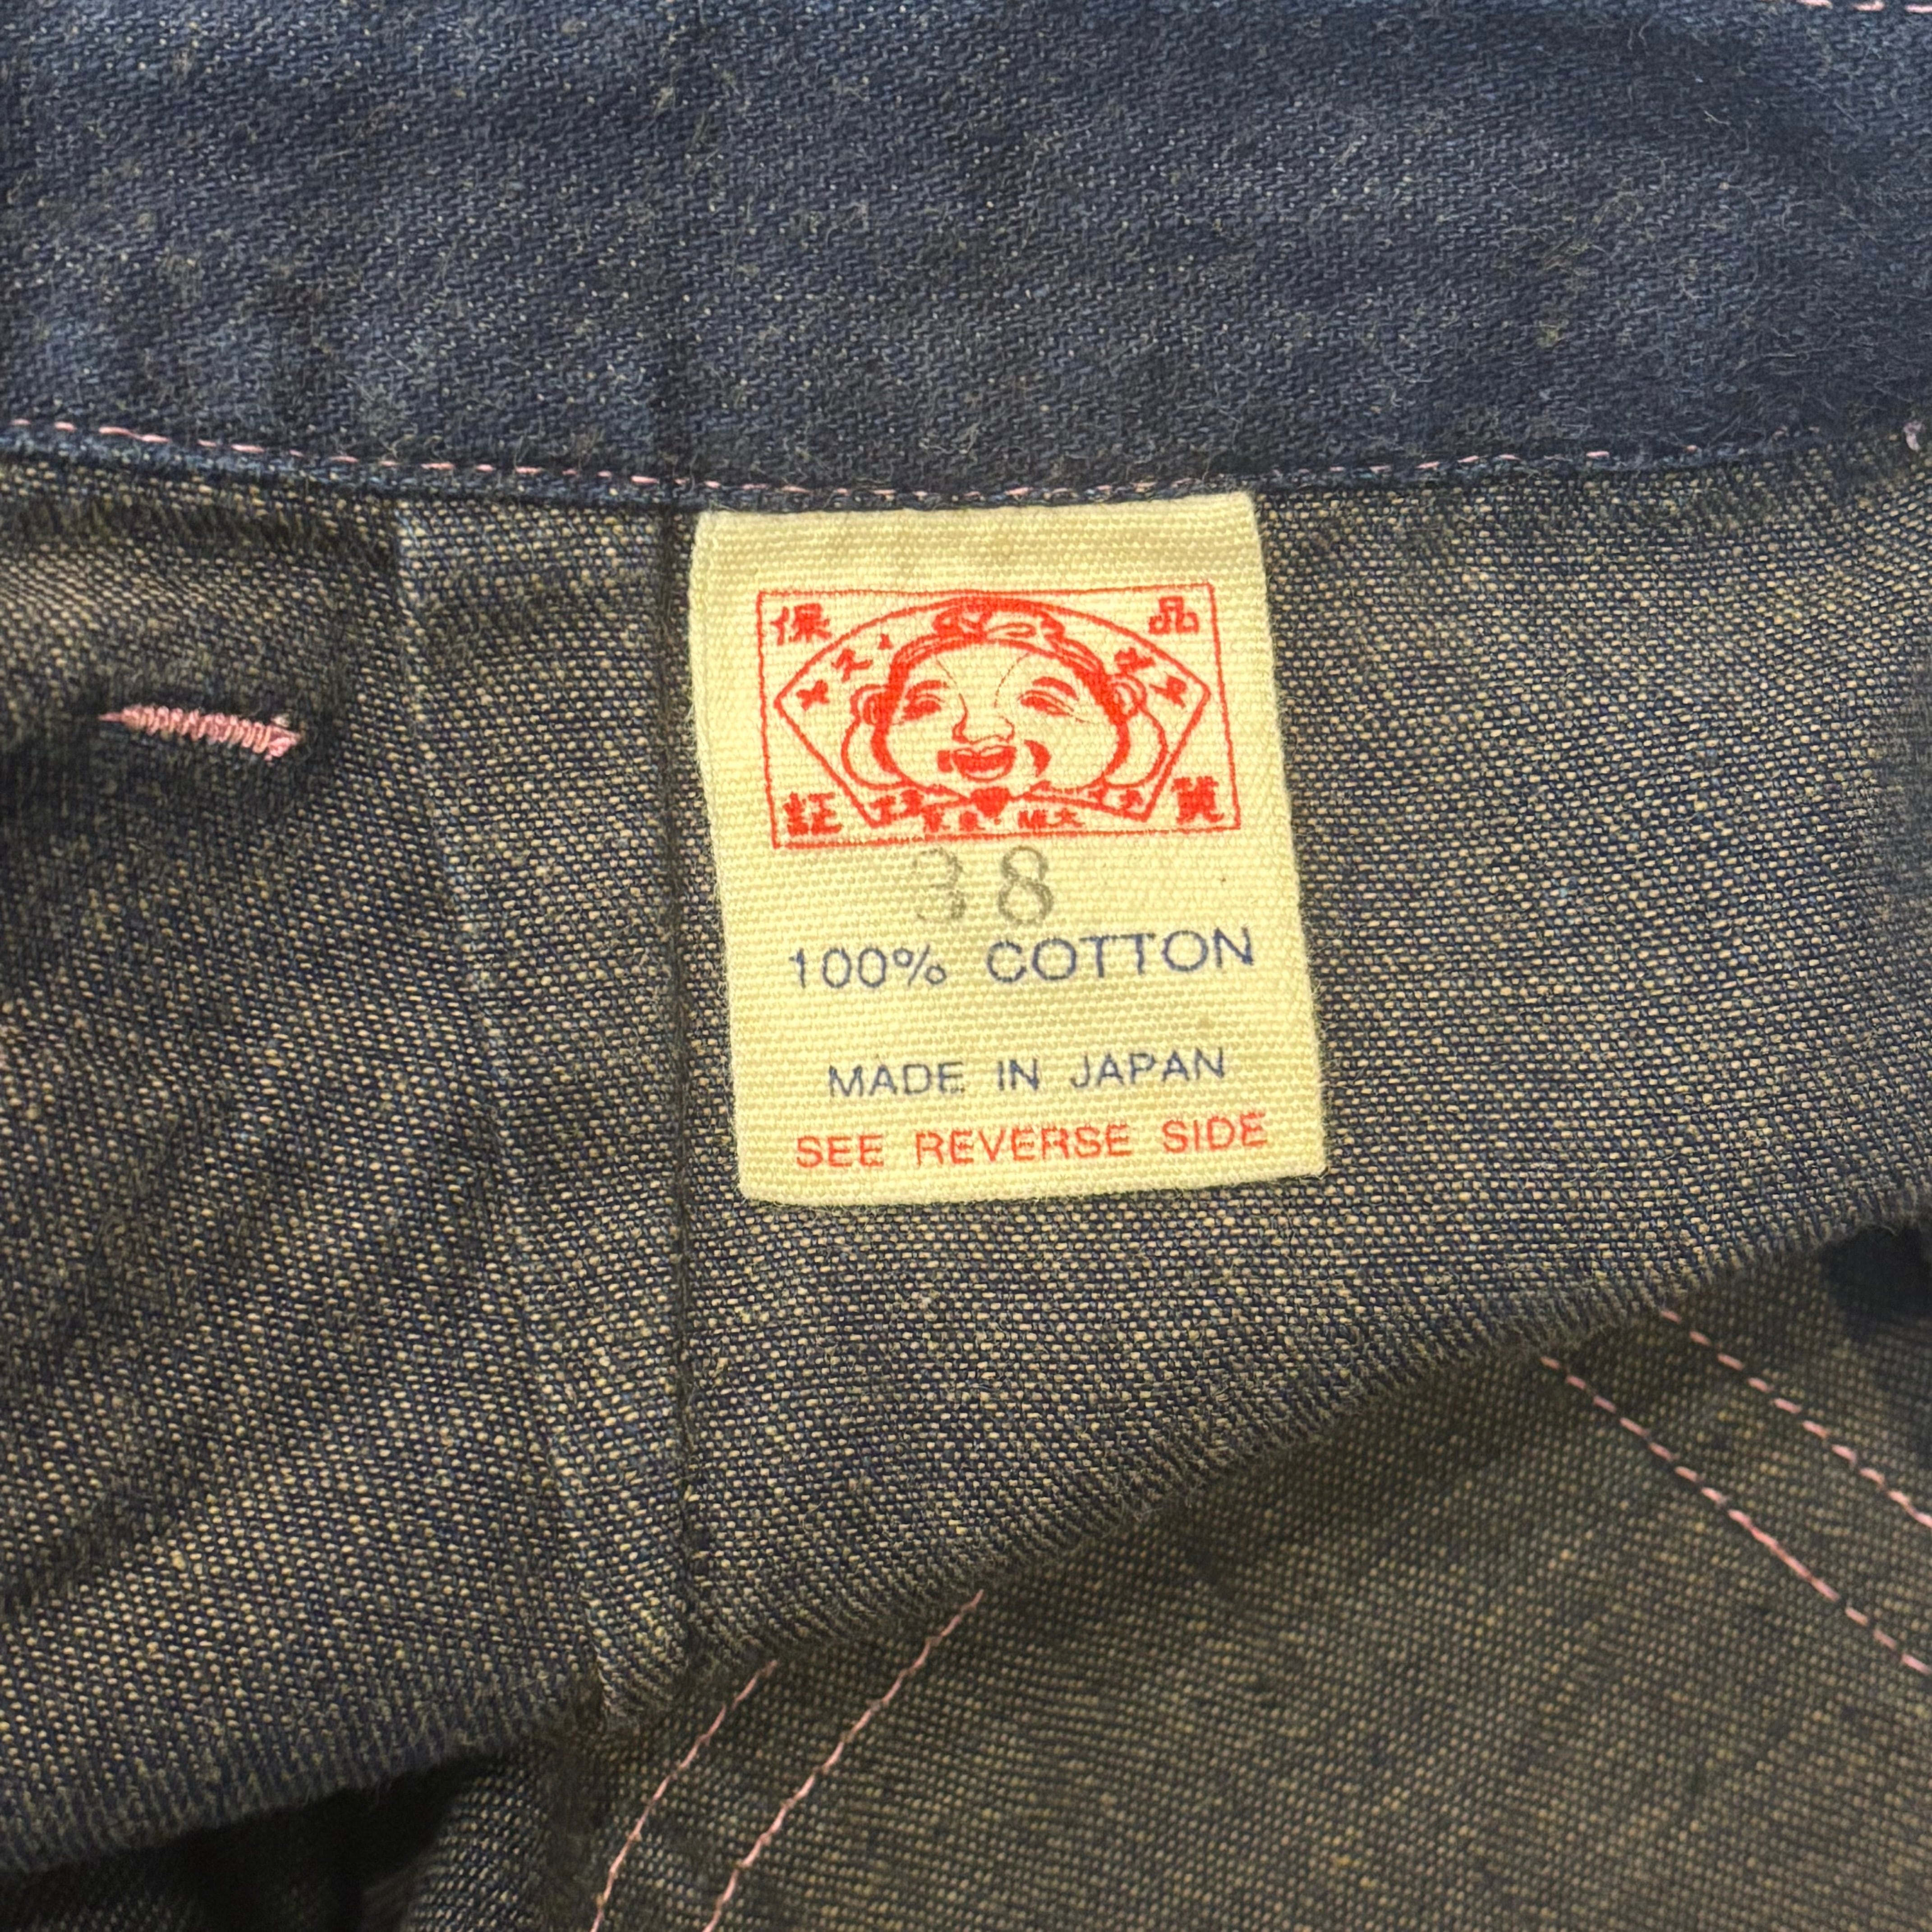 保 品
証 質
38
100% COTTON
MADE IN JAPAN
SEE REVERSE SIDE